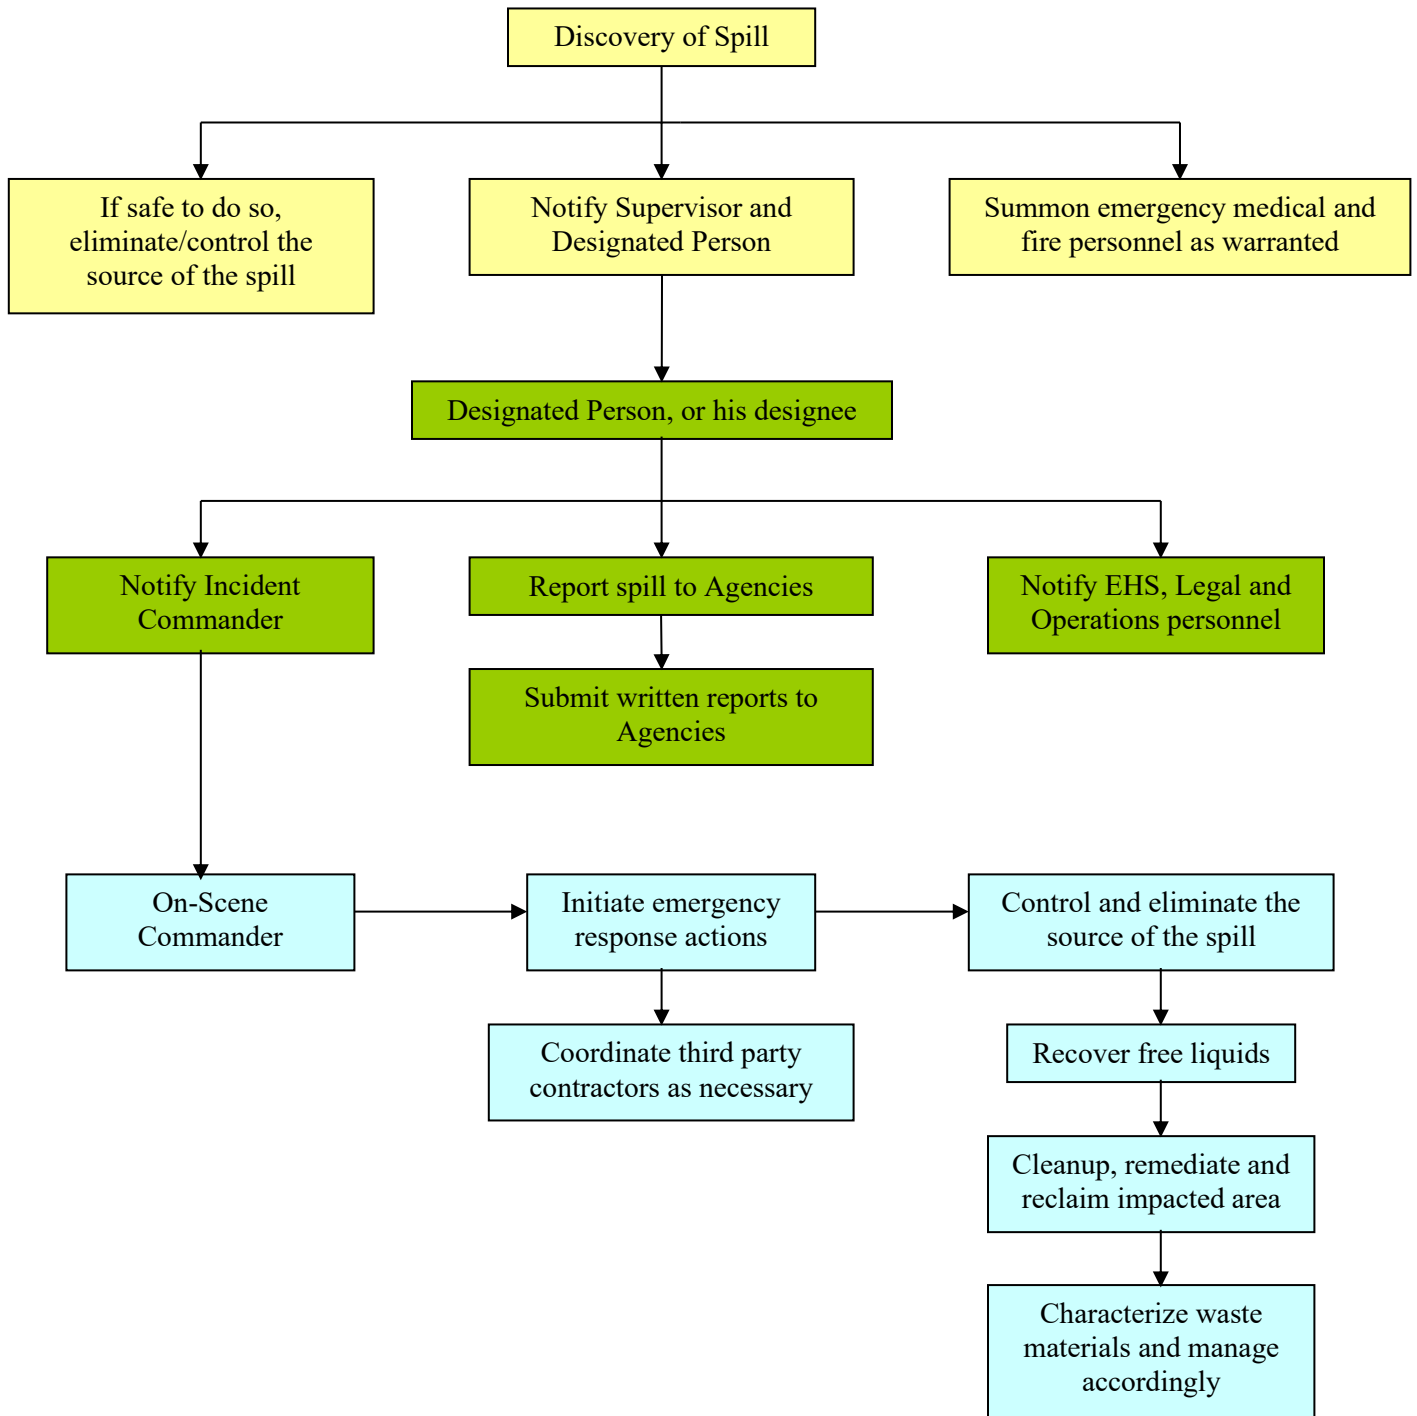 Discovery of Spill
If safe to do so,
eliminate/control the
source of the spill
Notify Supervisor and
Designated Person
Summon emergency medical and
fire personnel as warranted
Designated Person, or his designee
Notify Incident
Commander
Report spill to Agencies
Notify EHS, Legal and
Operations personnel
Submit written reports to
Agencies
On-Scene
Commander
Initiate emergency
response actions
Control and eliminate the
source of the spill
Coordinate third party
contractors as necessary
Recover free liquids
Cleanup, remediate and
reclaim impacted area
Characterize waste
materials and manage
accordingly